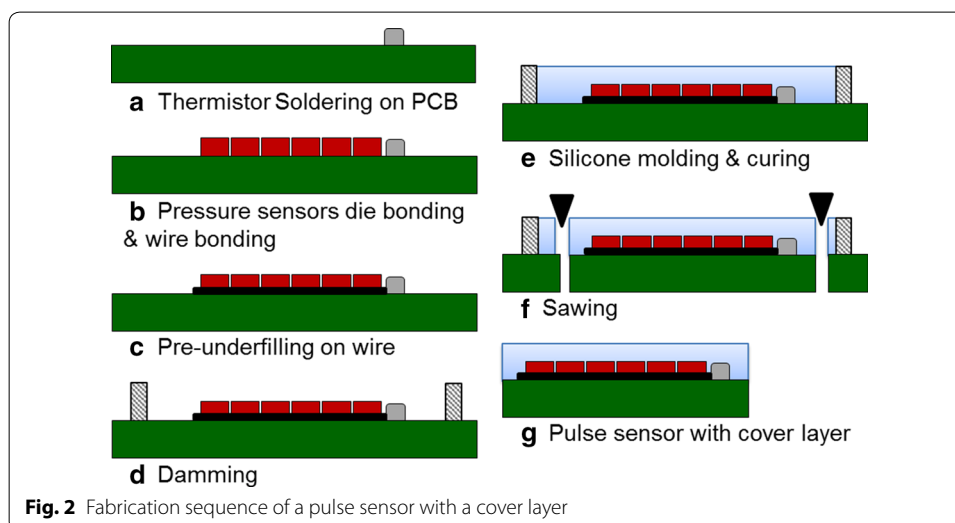 a Thermistor Soldering on PCB
b Pressure sensors die bonding
& wire bonding
c Pre-underfilling on wire
d Damming
e Silicone molding & curing
f Sawing
g Pulse sensor with cover layer
Fig. 2 Fabrication sequence of a pulse sensor with a cover layer